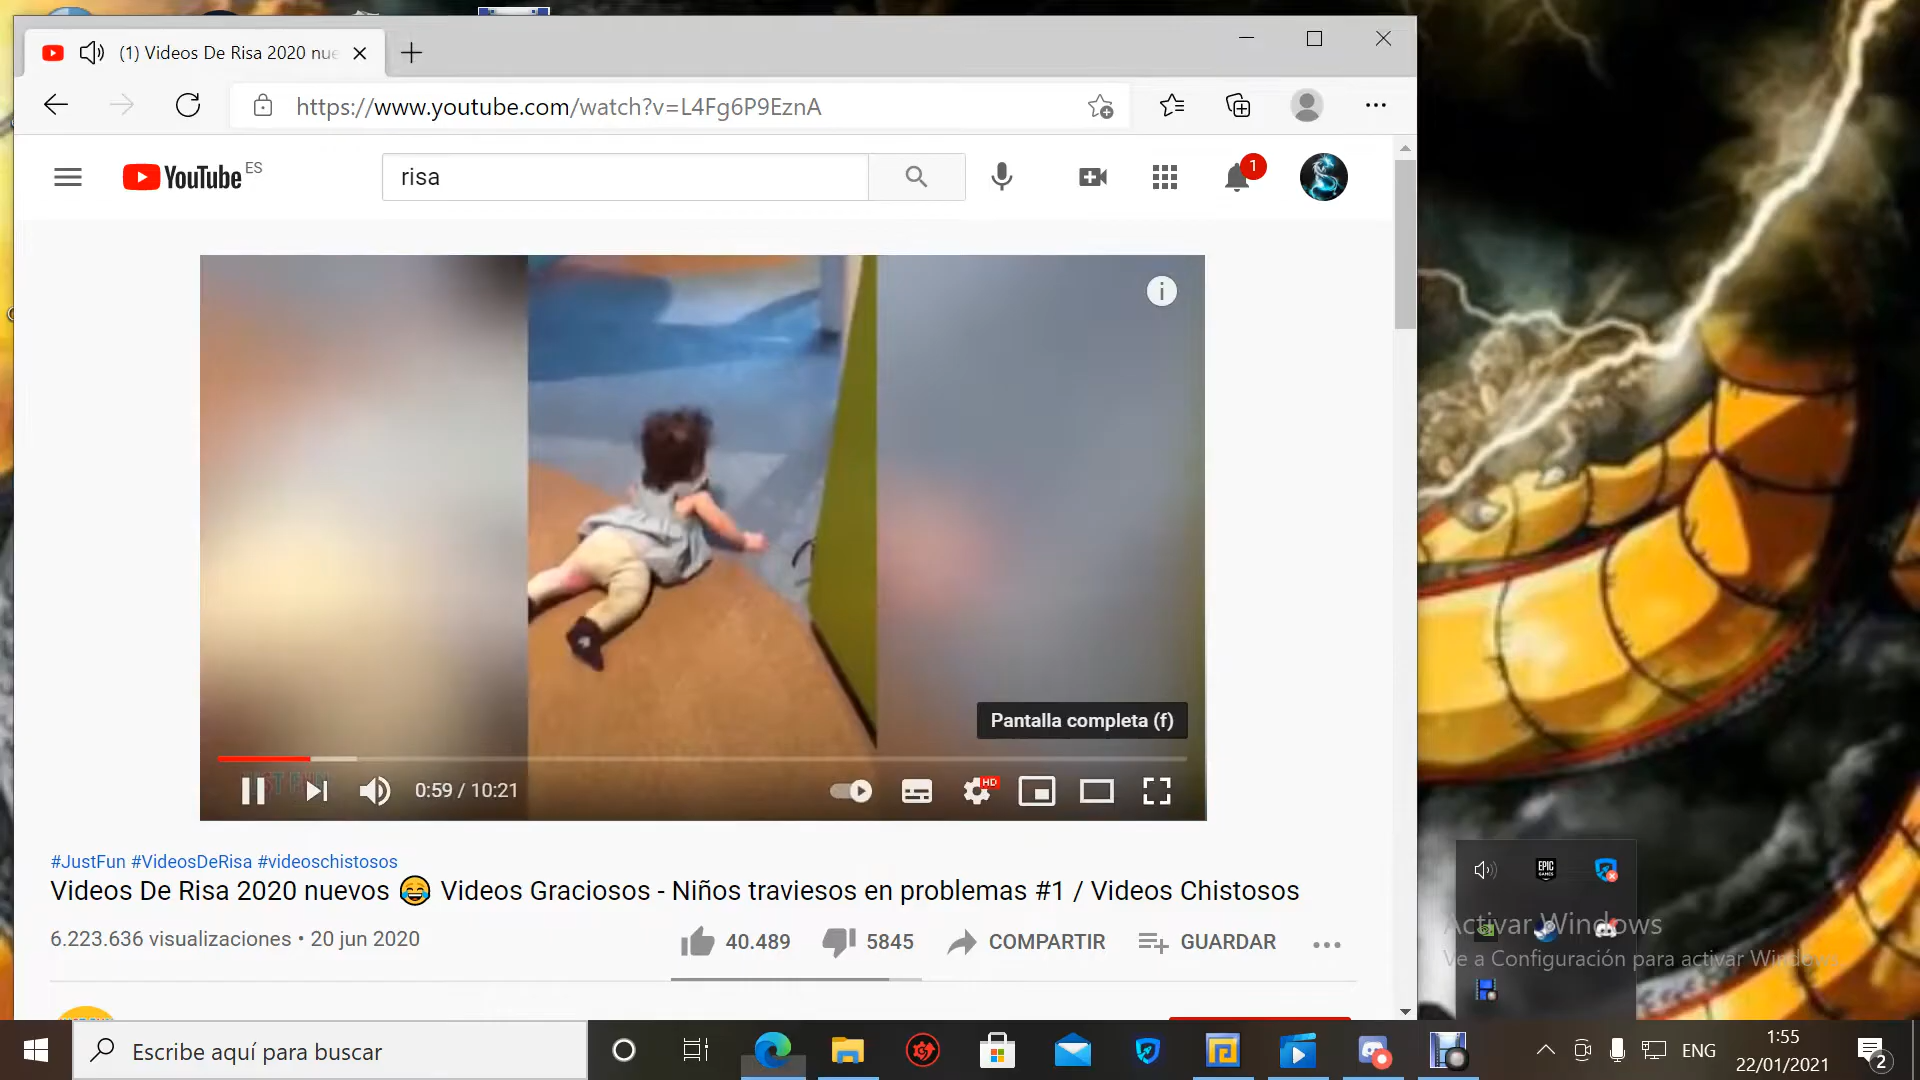 (1) Videos De Risa 2020 nue
https://www.youtube.com/watch?v=L4Fg6P9EznA
YouTube ES
risa
1
Pantalla completa (f)
HD
0:59 / 10:21
#JustFun #VideosDeRisa #videoschistosos
Videos De Risa 2020 nuevos 😂 Videos Graciosos - Niños traviesos en problemas #1 / Videos Chistosos
6.223.636 visualizaciones • 20 jun 2020
40.489
5845
COMPARTIR
GUARDAR
EPIC GAMES
Activar Windows
Ve a Configuración para activar Windows.
Escribe aquí para buscar
ENG
1:55
22/01/2021
2